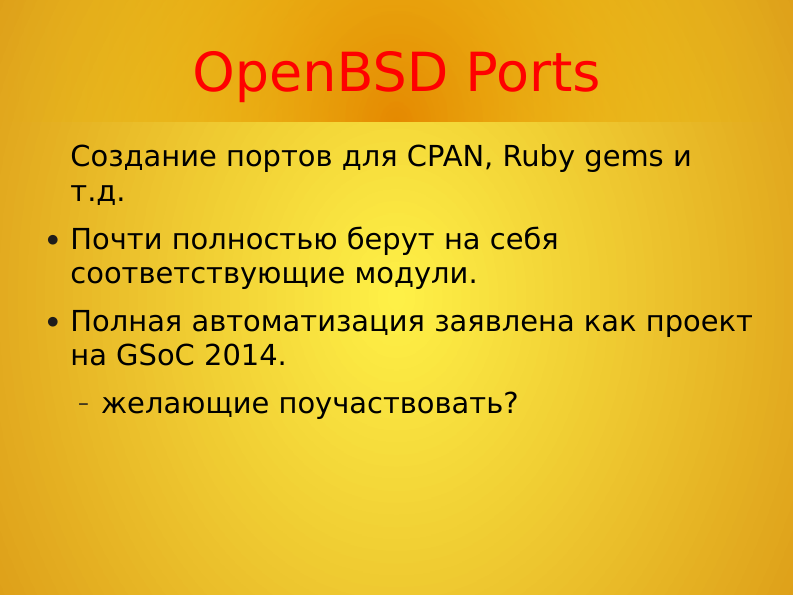 OpenBSD Ports
Создание портов для CPAN, Ruby gems и
т.д.
• Почти полностью берут на себя
соответствующие модули.
• Полная автоматизация заявлена как проект
на GSoC 2014.
– желающие поучаствовать?